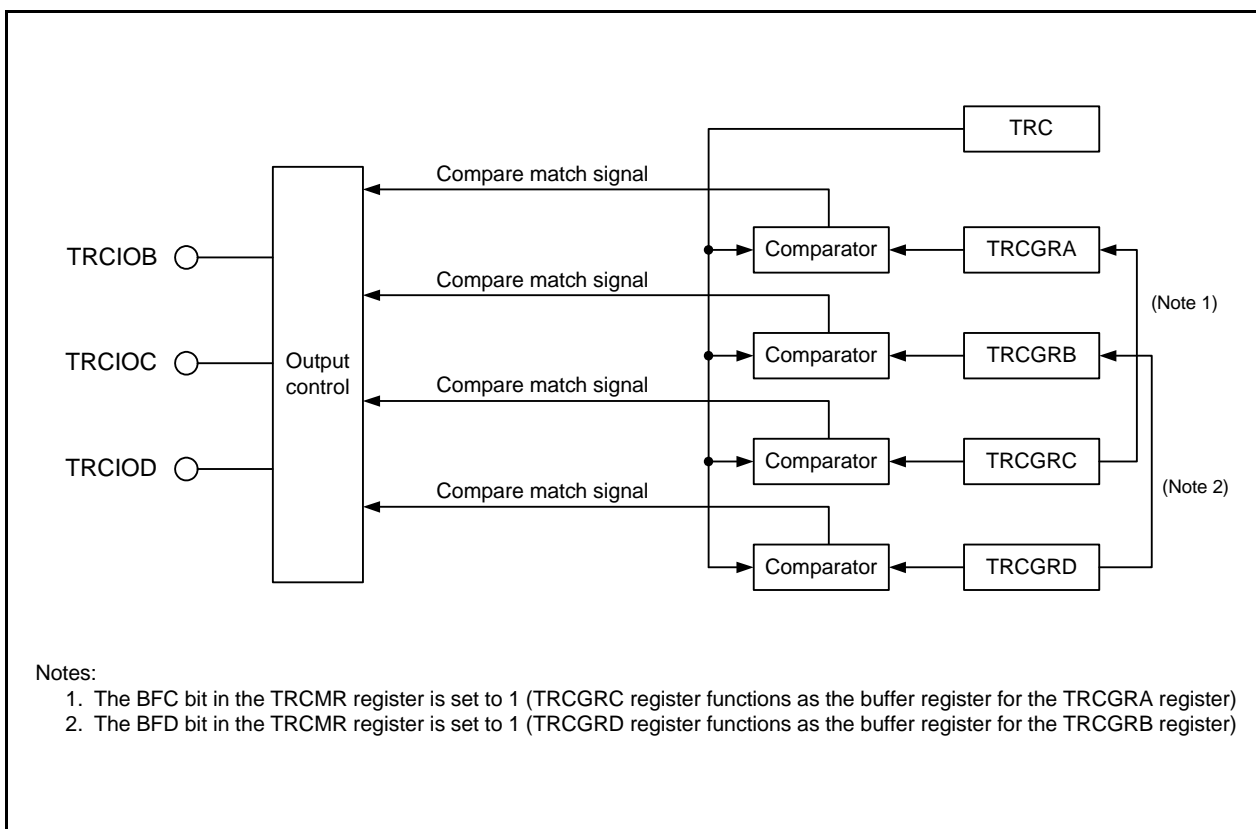 TRC
Compare match signal
Comparator
TRCGRA
TRCIOB
Compare match signal
(Note 1)
Comparator
TRCGRB
TRCIOC
Output
control
Compare match signal
Comparator
TRCGRC
TRCIOD
Compare match signal
(Note 2)
Comparator
TRCGRD
Notes:
1. The BFC bit in the TRCMR register is set to 1 (TRCGRC register functions as the buffer register for the TRCGRA register)
2. The BFD bit in the TRCMR register is set to 1 (TRCGRD register functions as the buffer register for the TRCGRB register)